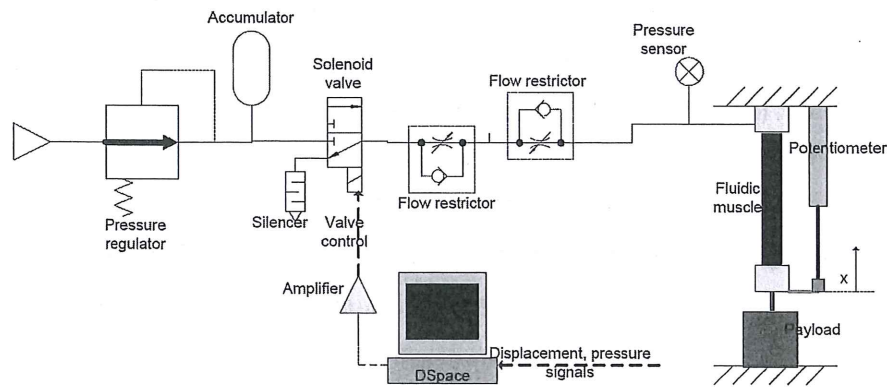 Accumulator
Solenoid
valve
Flow restrictor
Pressure
sensor
Potentiometer
Fluidic
muscle
Pressure
regulator
Silencer
Valve
control
Flow restrictor
Amplifier
X
Payload
DSpace
Displacement, pressure
signals